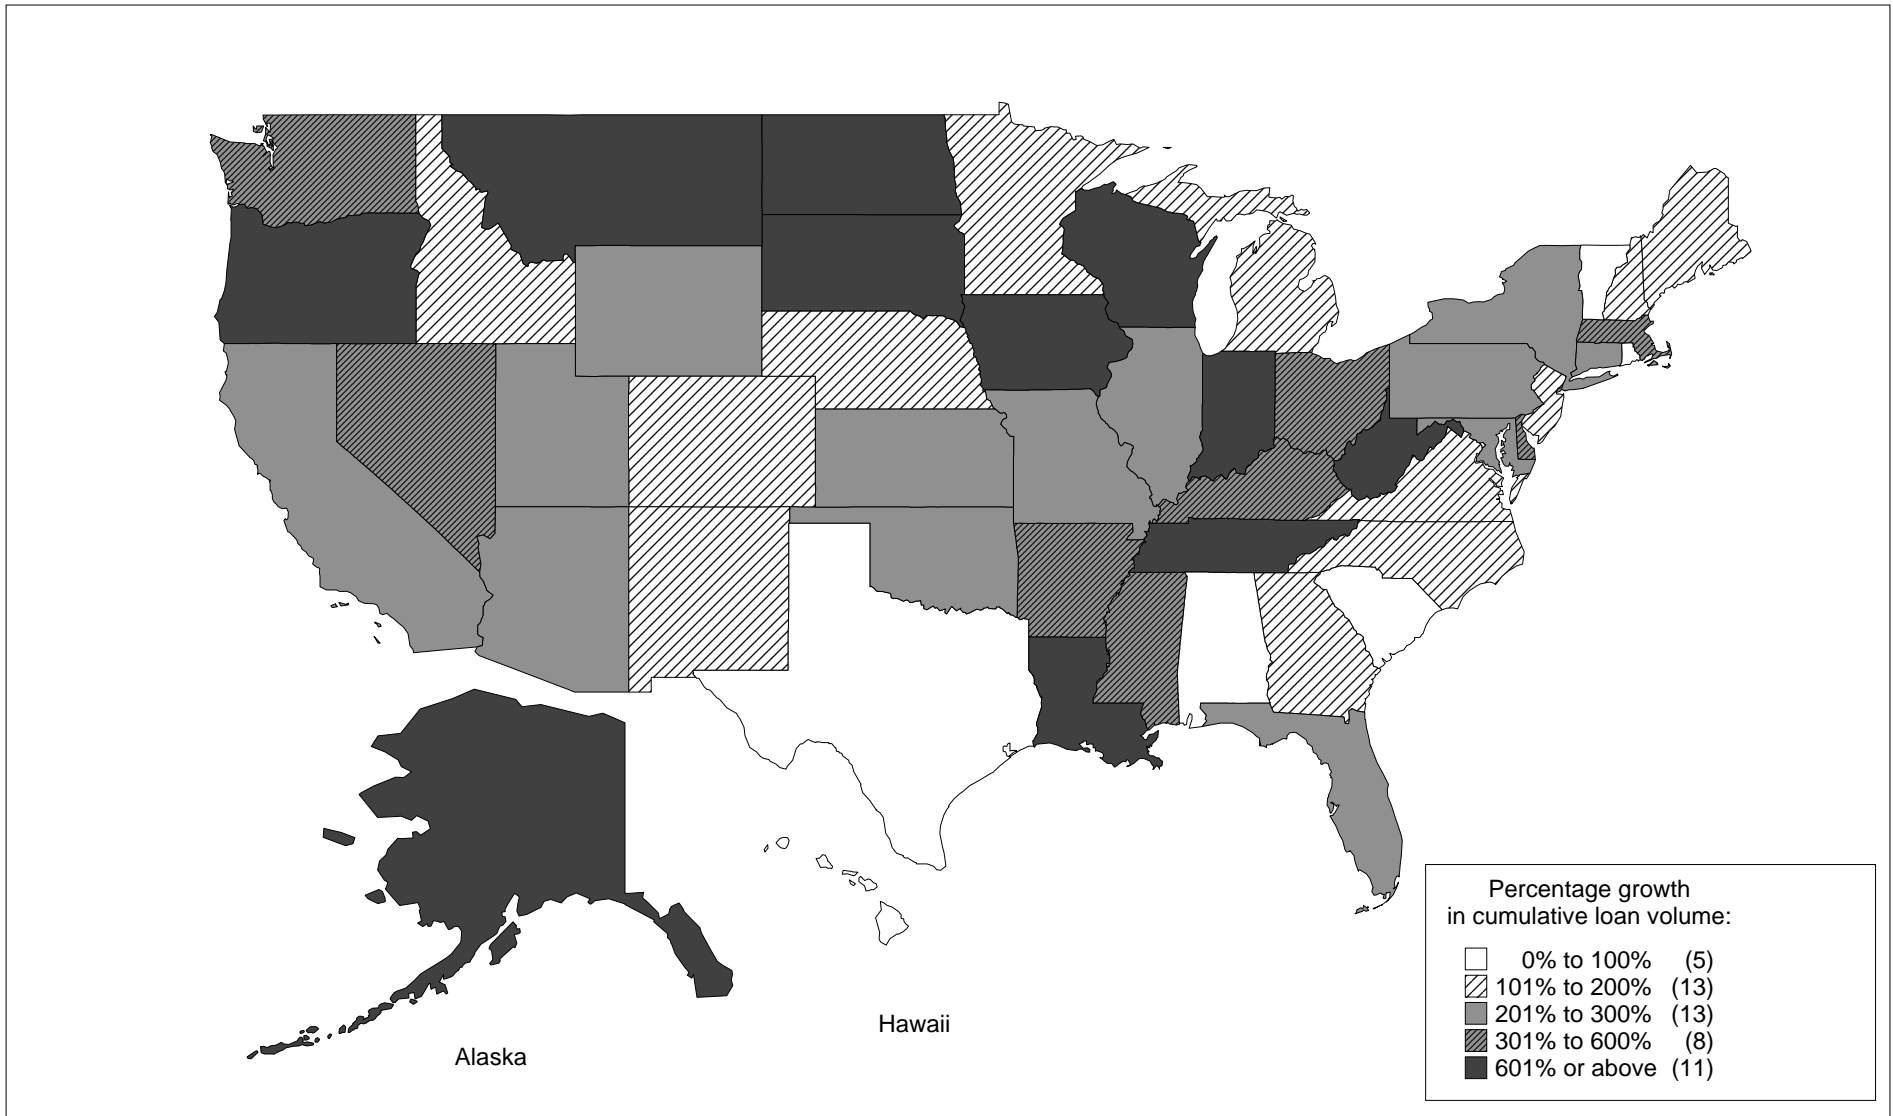 Hawaii
Alaska
Percentage growth
in cumulative loan volume:
0% to 100% (5)
101% to 200% (13)
201% to 300% (13)
301% to 600% (8)
601% or above (11)